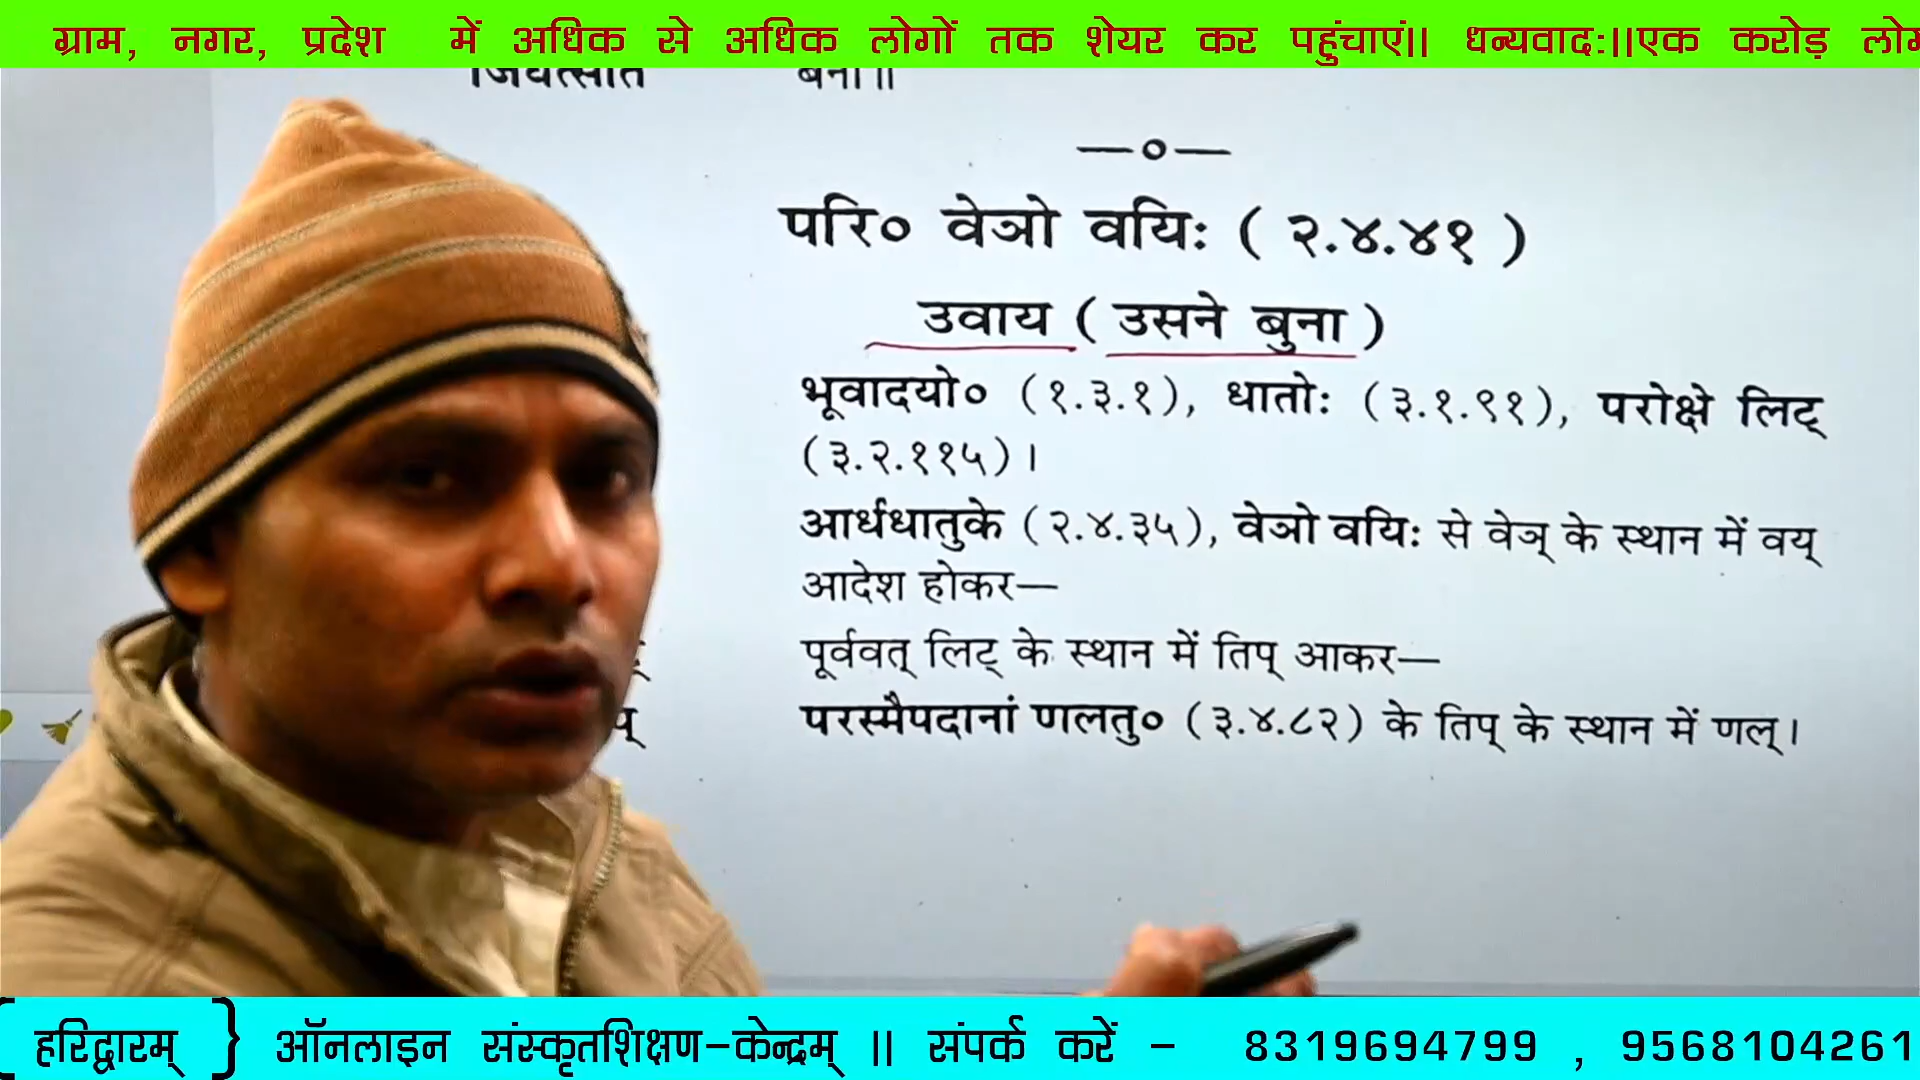 ग्राम, नगर, प्रदेश में अधिक से अधिक लोगों तक शेयर कर पहुंचाएं॥ धन्यवादः॥एक करोड़
बना॥
—०—
परि० वेञो वयिः ( २.४.४१ )
उवाय ( उसने बुना )
भूवादयो० (१.३.१), धातोः (३.१.९१), परोक्षे लिट्
(३.२.११५)।
आर्धधातुके (२.४.३५), वेञो वयिः से वेञ् के स्थान में वय्
आदेश होकर—
पूर्ववत् लिट् के स्थान में तिप् आकर—
परस्मैपदानां णलतु० (३.४.८२) के तिप् के स्थान में णल्।
हरिद्वारम् } ऑनलाइन संस्कृतशिक्षण-केन्द्रम् || संपर्क करें - 8319694799 , 9568104261